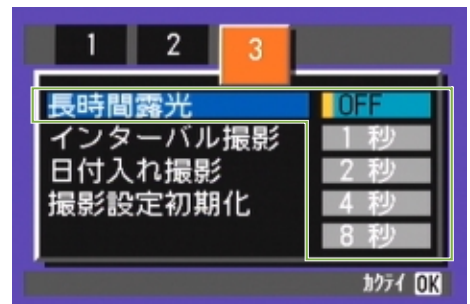 1 2 3
長時間露光 OFF
インターバル撮影 1 秒
日付入れ撮影 2 秒
撮影設定初期化 4 秒
8 秒
ｶｸﾃｲ OK